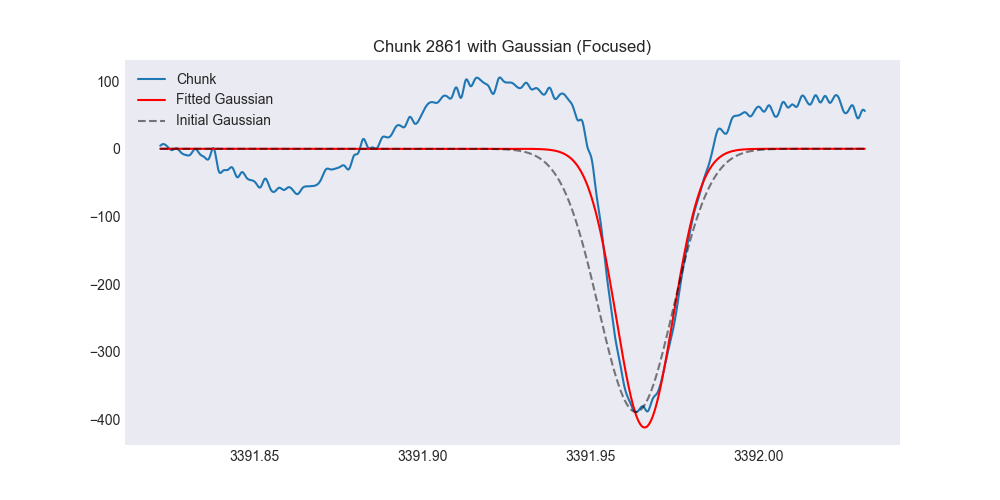 Chunk 2861 with Gaussian (Focused)
Chunk
Fitted Gaussian
Initial Gaussian
100
0
−100
−200
−300
−400
3391.85 3391.90 3391.95 3392.00